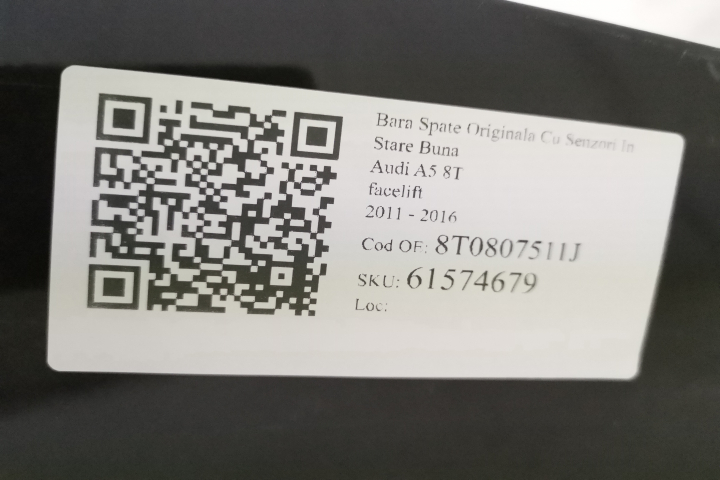 Bara Spate Originala Cu Senzori In
Stare Buna
Audi A5 8T
facelift
2011 - 2016
Cod OE: 8T0807511J
SKU: 61574679
Loc: